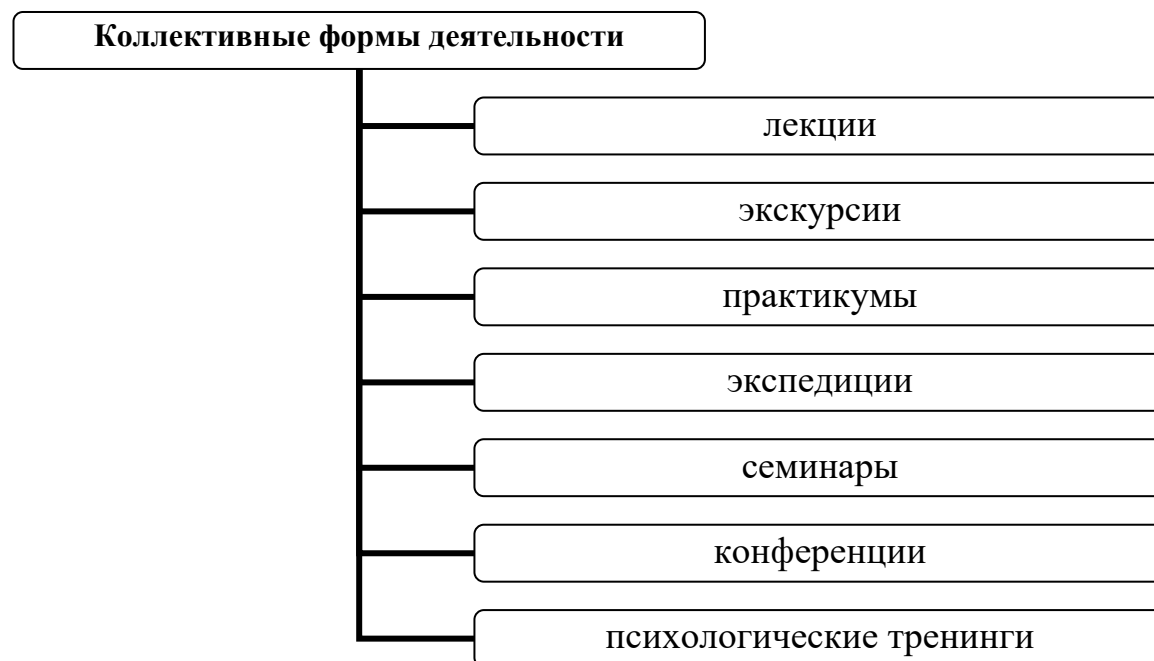 Коллективные формы деятельности
лекции
экскурсии
практикумы
экспедиции
семинары
конференции
психологические тренинги